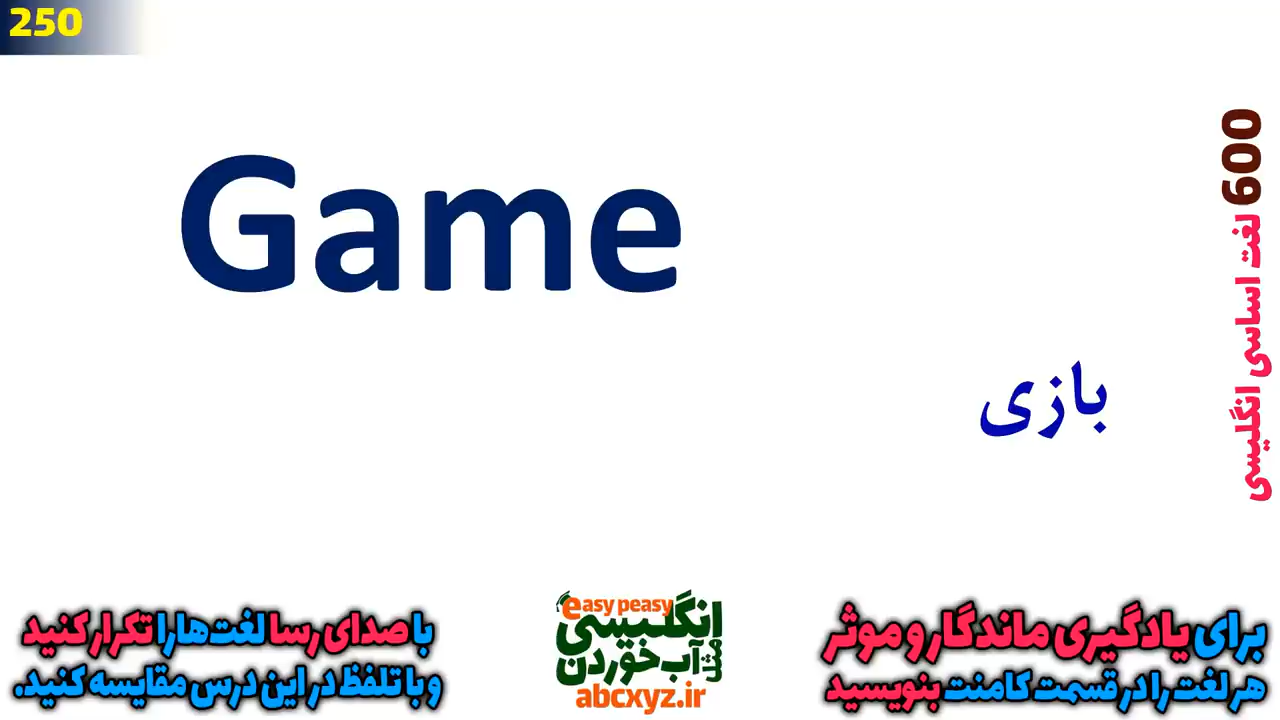 250
Game
بازی
600 لغت اساسی انگلیسی
برای یادگیری ماندگار و موثر
هر لغت را در قسمت کامنت بنویسید
easy peasy
انگلیسی
مثل آب خوردن
abcxyz.ir
با صدای رسا لغت‌ها را تکرار کنید
و با تلفظ در این درس مقایسه کنید.